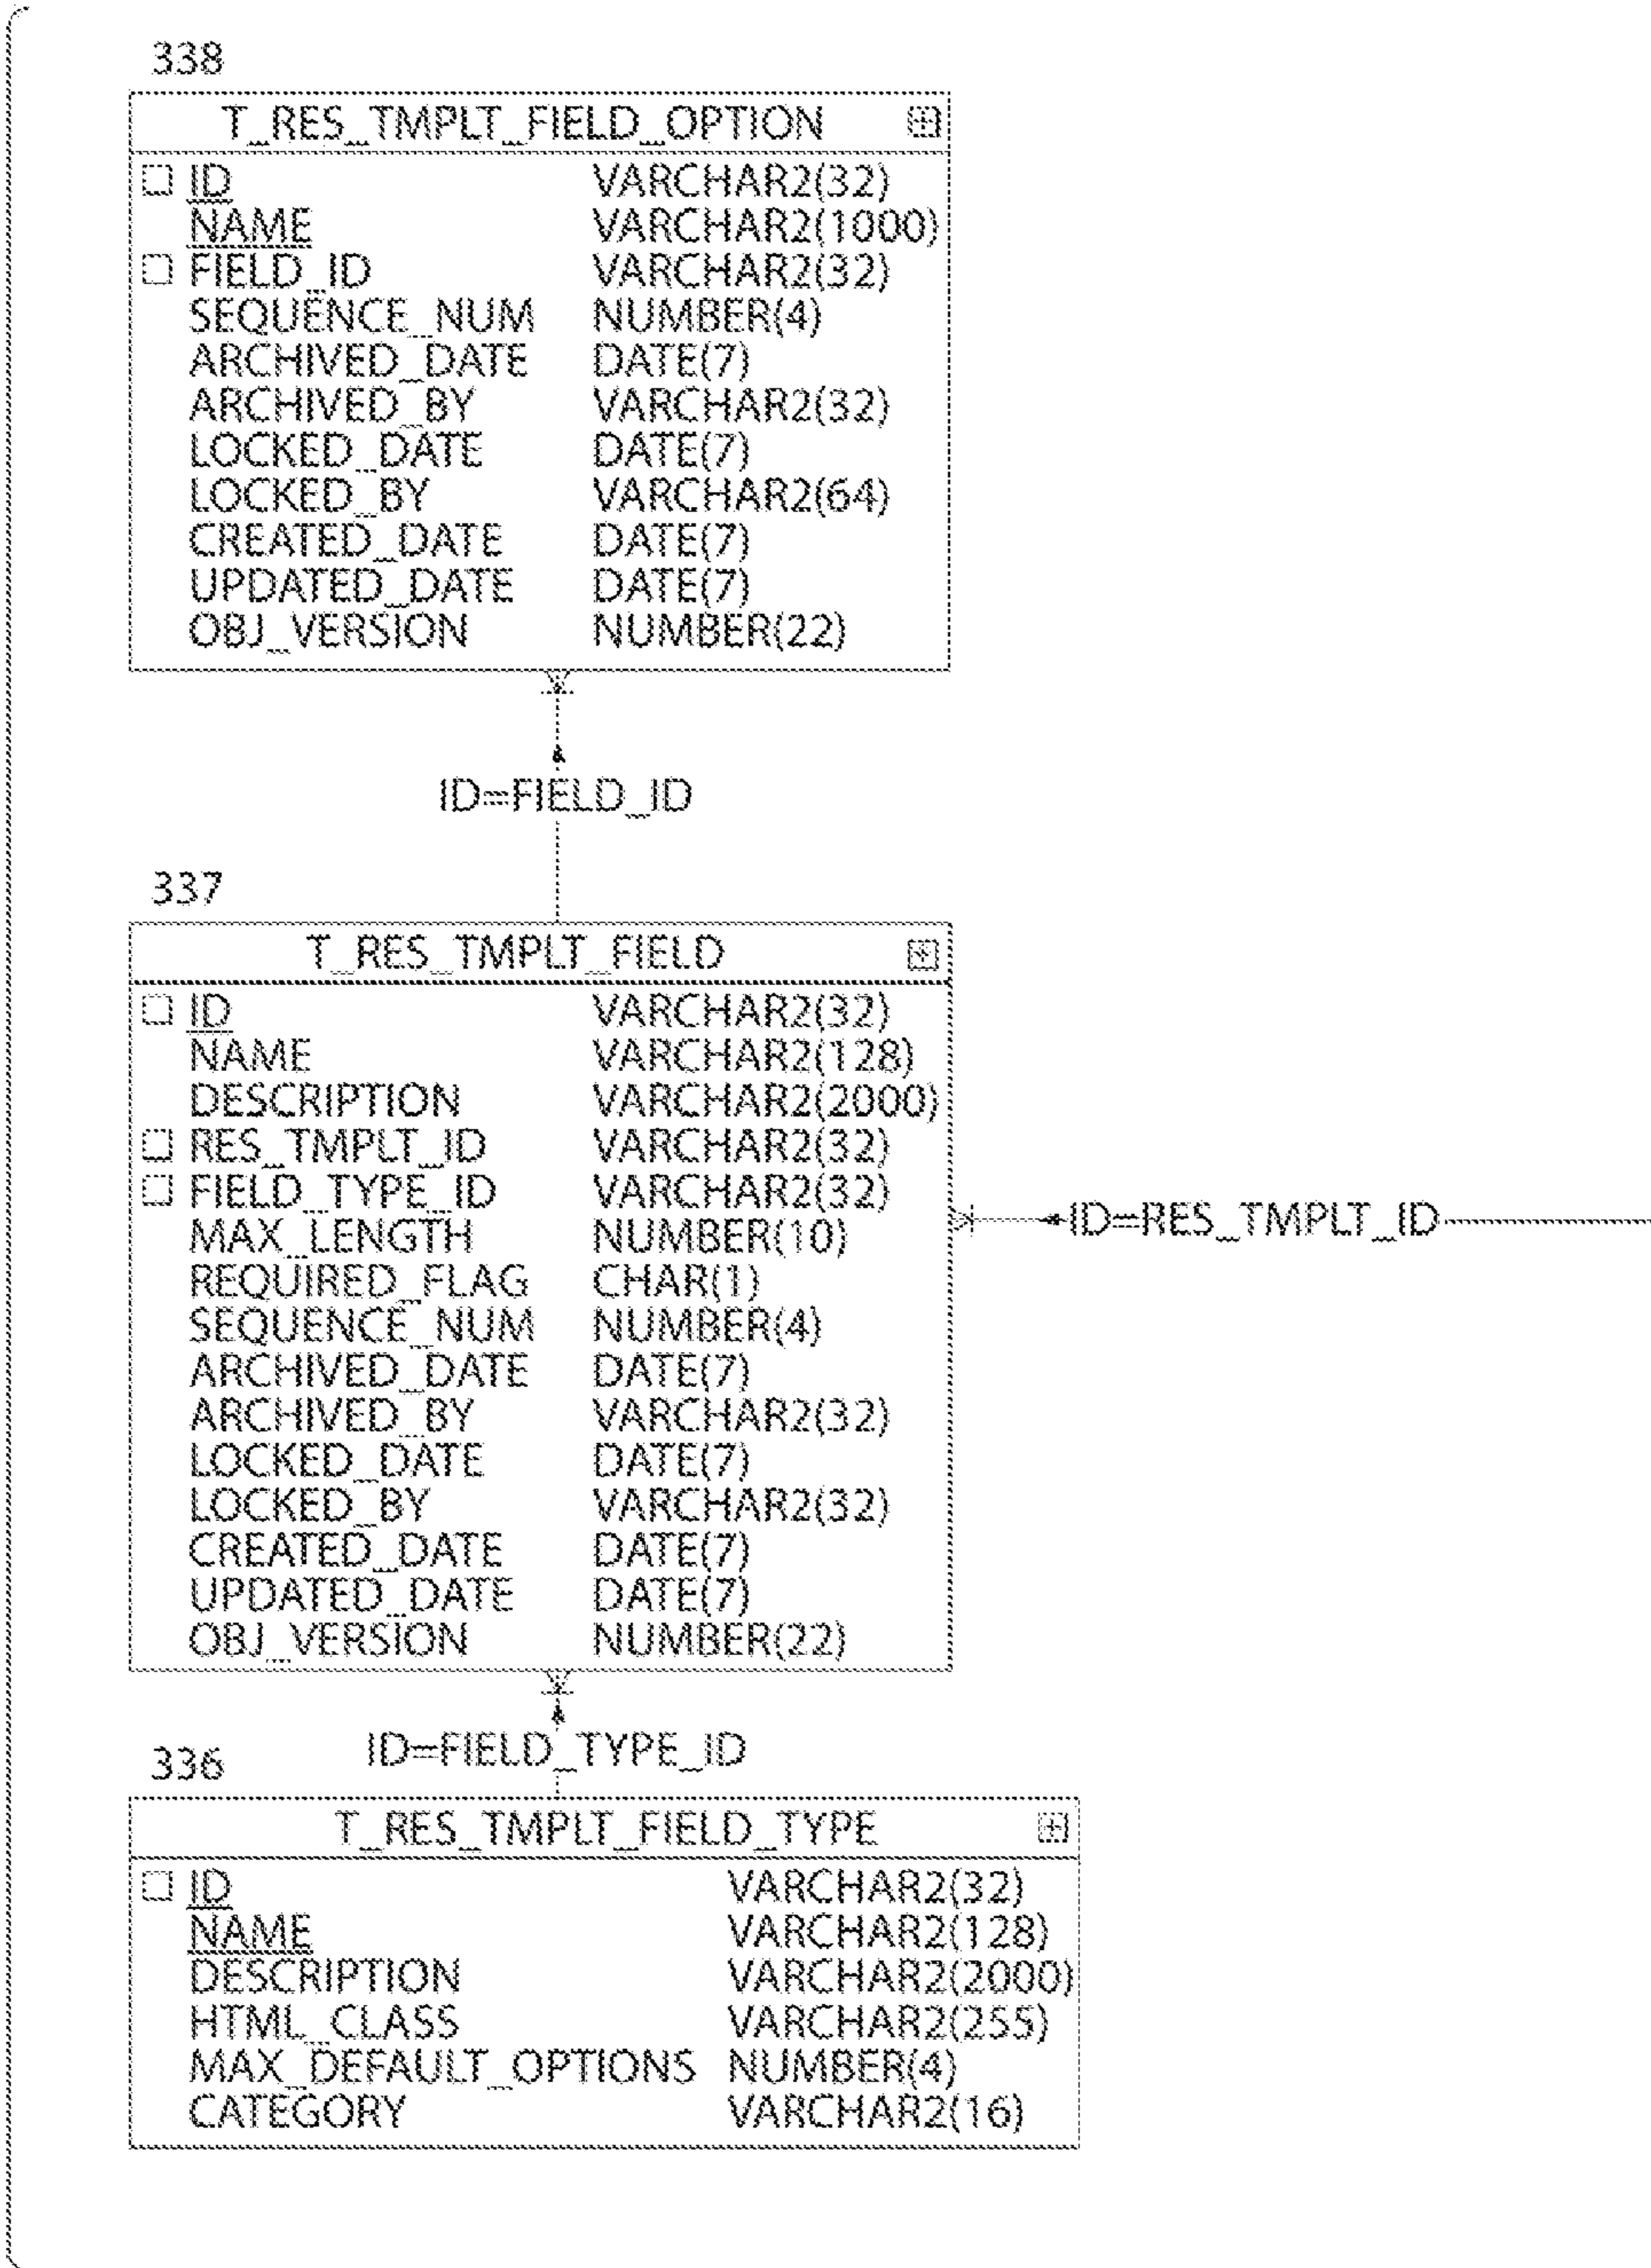 338
T_RES_TMPLT_FIELD_OPTION
ID VARCHAR2(32)
NAME VARCHAR2(1000)
FIELD_ID VARCHAR2(32)
SEQUENCE_NUM NUMBER(4)
ARCHIVED_DATE DATE(7)
ARCHIVED_BY VARCHAR2(32)
LOCKED_DATE DATE(7)
LOCKED_BY VARCHAR2(64)
CREATED_DATE DATE(7)
UPDATED_DATE DATE(7)
OBJ_VERSION NUMBER(22)
ID=FIELD_ID
337
T_RES_TMPLT_FIELD
ID VARCHAR2(32)
NAME VARCHAR2(128)
DESCRIPTION VARCHAR2(2000)
RES_TMPLT_ID VARCHAR2(32)
FIELD_TYPE_ID VARCHAR2(32)
MAX_LENGTH NUMBER(10)
REQUIRED_FLAG CHAR(1)
SEQUENCE_NUM NUMBER(4)
ARCHIVED_DATE DATE(7)
ARCHIVED_BY VARCHAR2(32)
LOCKED_DATE DATE(7)
LOCKED_BY VARCHAR2(32)
CREATED_DATE DATE(7)
UPDATED_DATE DATE(7)
OBJ_VERSION NUMBER(22)
ID=RES_TMPLT_ID
ID=FIELD_TYPE_ID
336
T_RES_TMPLT_FIELD_TYPE
ID VARCHAR2(32)
NAME VARCHAR2(128)
DESCRIPTION VARCHAR2(2000)
HTML_CLASS VARCHAR2(255)
MAX_DEFAULT_OPTIONS NUMBER(4)
CATEGORY VARCHAR2(16)